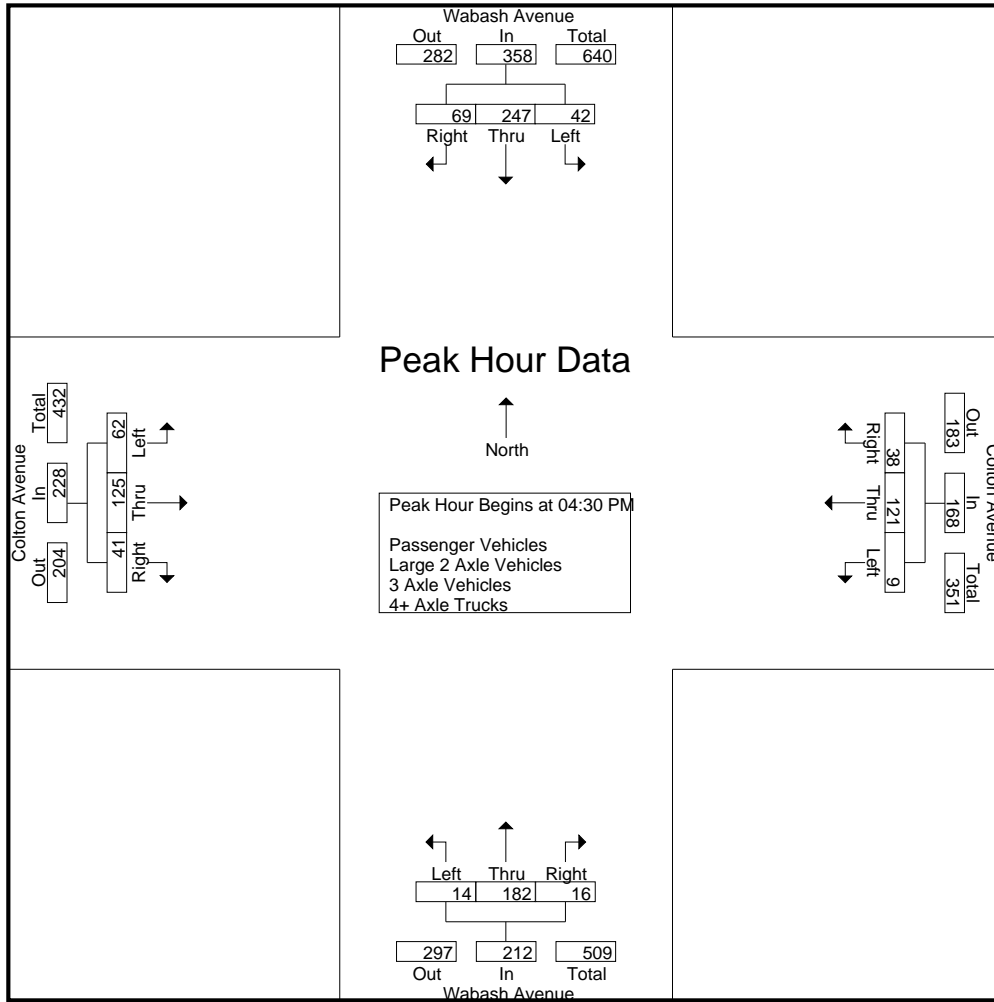 Wabash Avenue
Out In Total
282 358 640
69 247 42
Right Thru Left
Peak Hour Data
North
Peak Hour Begins at 04:30 PM
Passenger Vehicles
Large 2 Axle Vehicles
3 Axle Vehicles
4+ Axle Trucks
Colton Avenue
Out In Total
204 228 432
62 125 41
Left Thru Right
Colton Avenue
Out In Total
183 168 351
38 121 9
Right Thru Left
Left Thru Right
14 182 16
297 212 509
Out In Total
Wabash Avenue